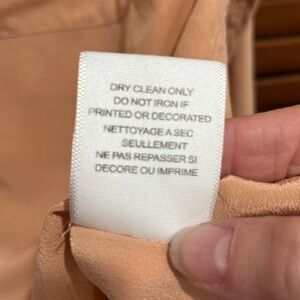 DRY CLEAN ONLY
DO NOT IRON IF
PRINTED OR DECORATED
NETTOYAGE A SEC
SEULLEMENT
NE PAS REPASSER SI
DECORE OU IMPRIME